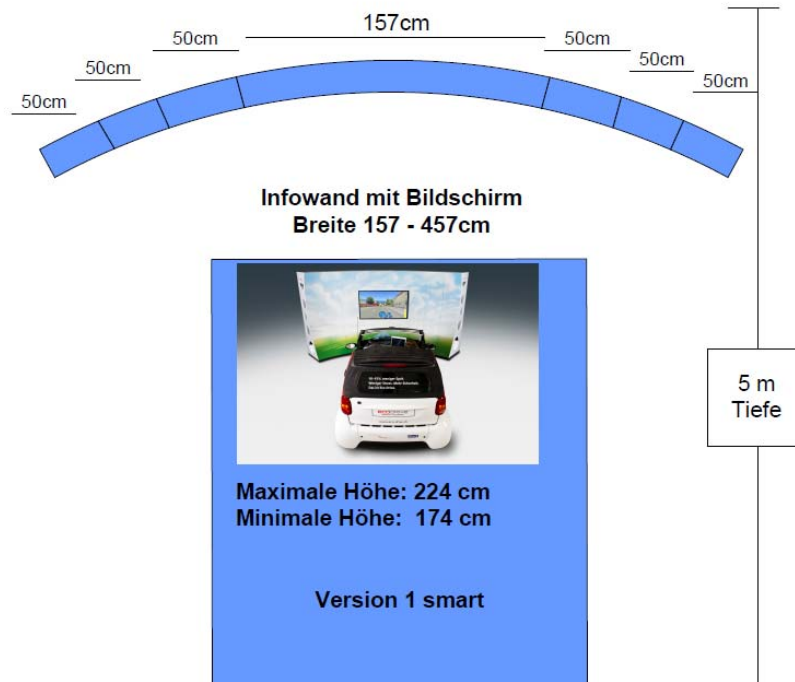 157cm
50cm
50cm
50cm
50cm
50cm
50cm
Infowand mit Bildschirm
Breite 157 - 457cm
5 m
Tiefe
Maximale Höhe: 224 cm
Minimale Höhe: 174 cm
Version 1 smart